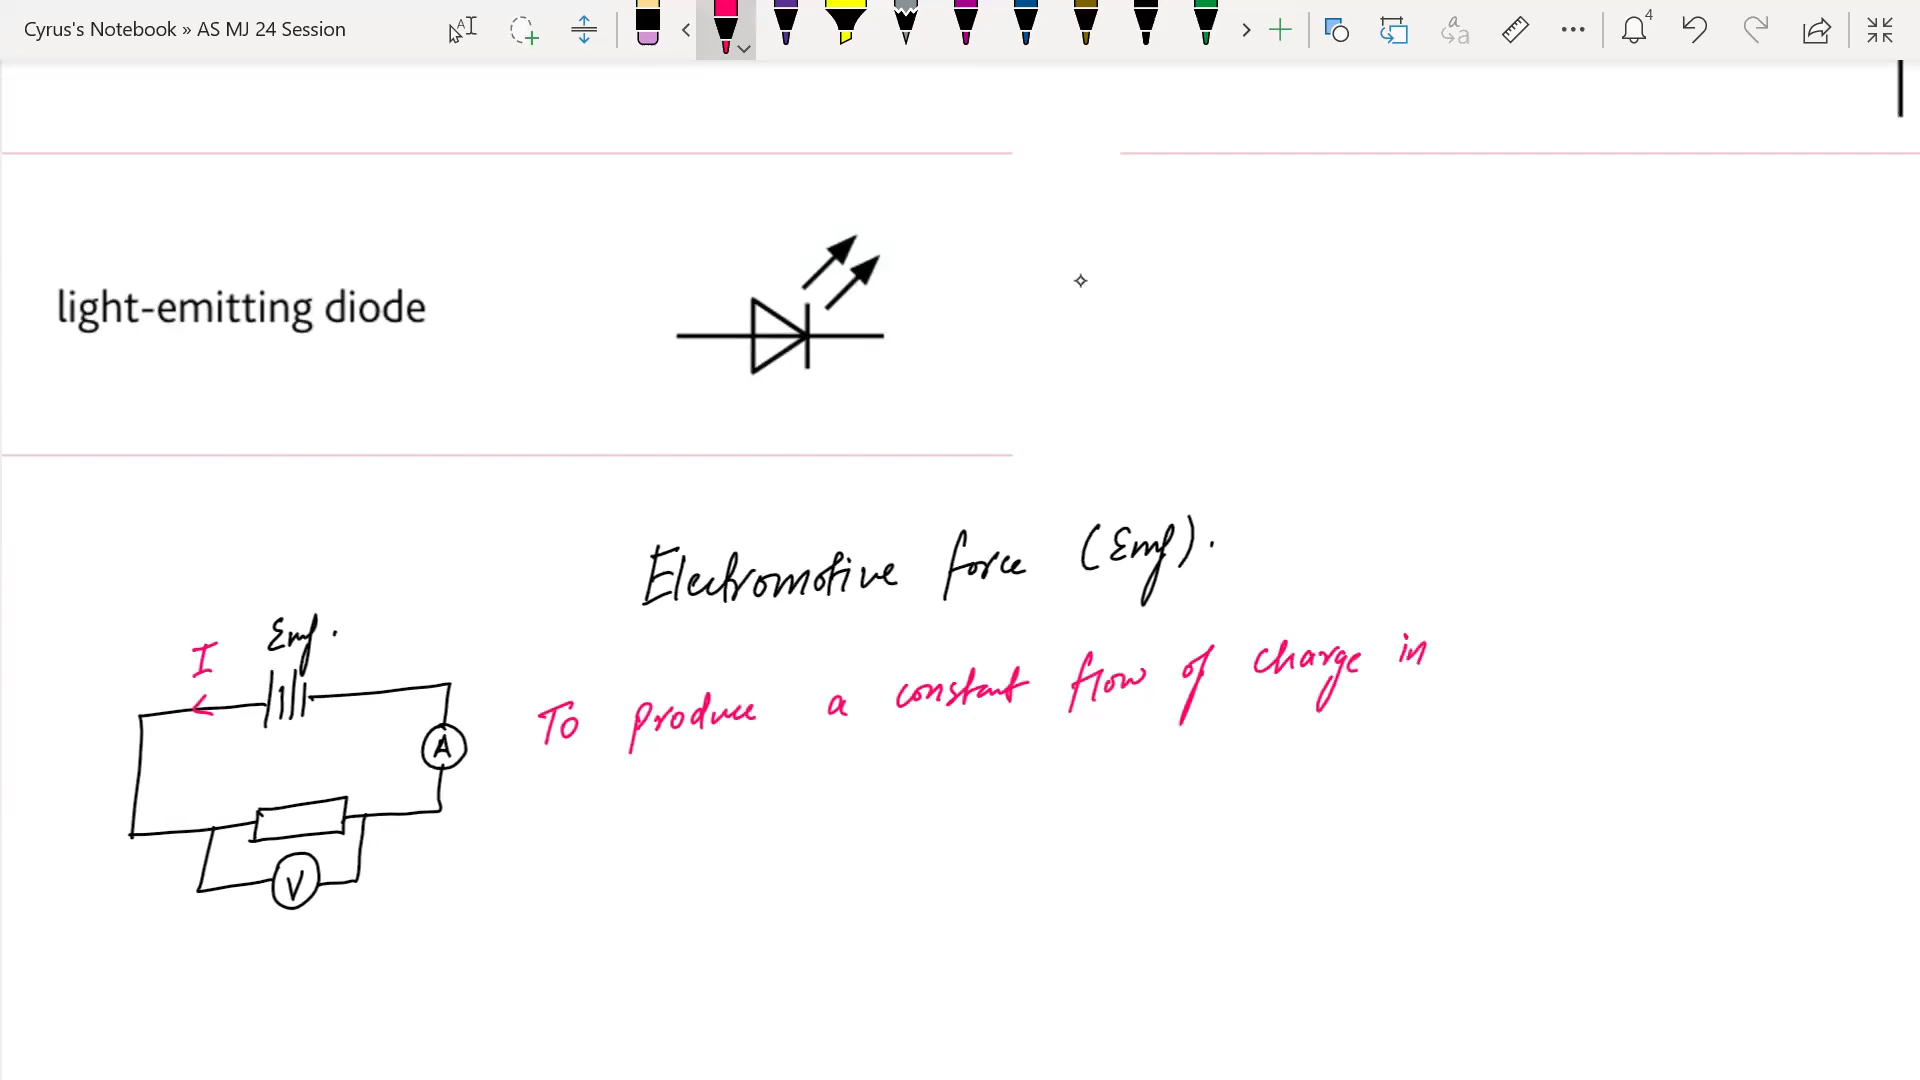 Cyrus's Notebook » AS MJ 24 Session
4
light-emitting diode
Electromotive force (Emf).
Emf.
I
To produce a constant flow of charge in
A
V